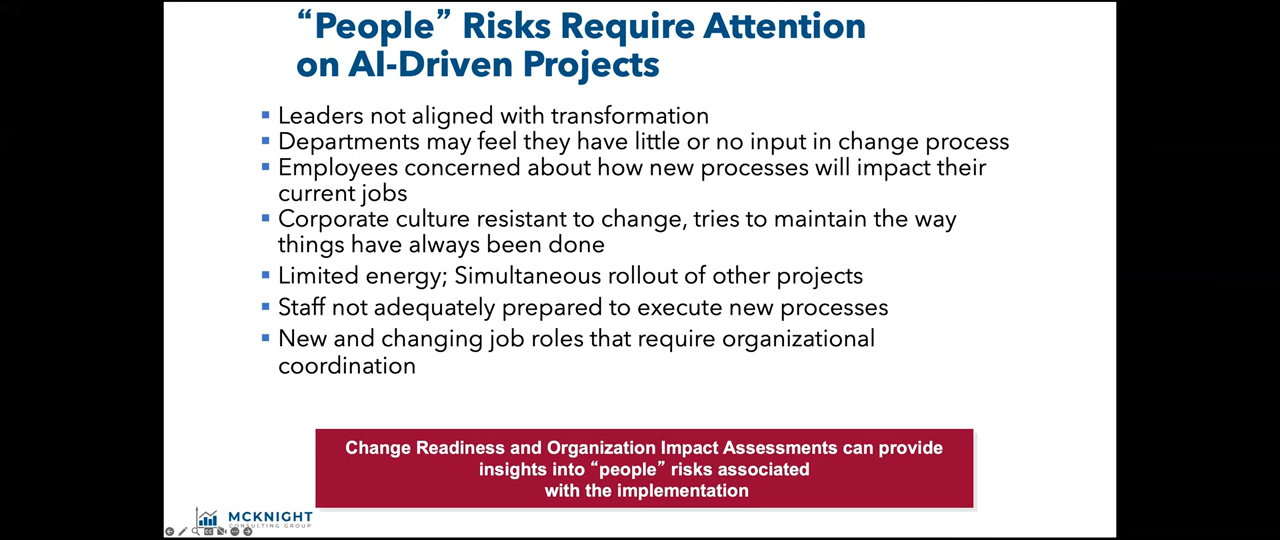 “People” Risks Require Attention
on AI-Driven Projects
Leaders not aligned with transformation
Departments may feel they have little or no input in change process
Employees concerned about how new processes will impact their
current jobs
Corporate culture resistant to change, tries to maintain the way
things have always been done
Limited energy; Simultaneous rollout of other projects
Staff not adequately prepared to execute new processes
New and changing job roles that require organizational
coordination
Change Readiness and Organization Impact Assessments can provide
insights into “people” risks associated
with the implementation
MCKNIGHT
CONSULTING GROUP